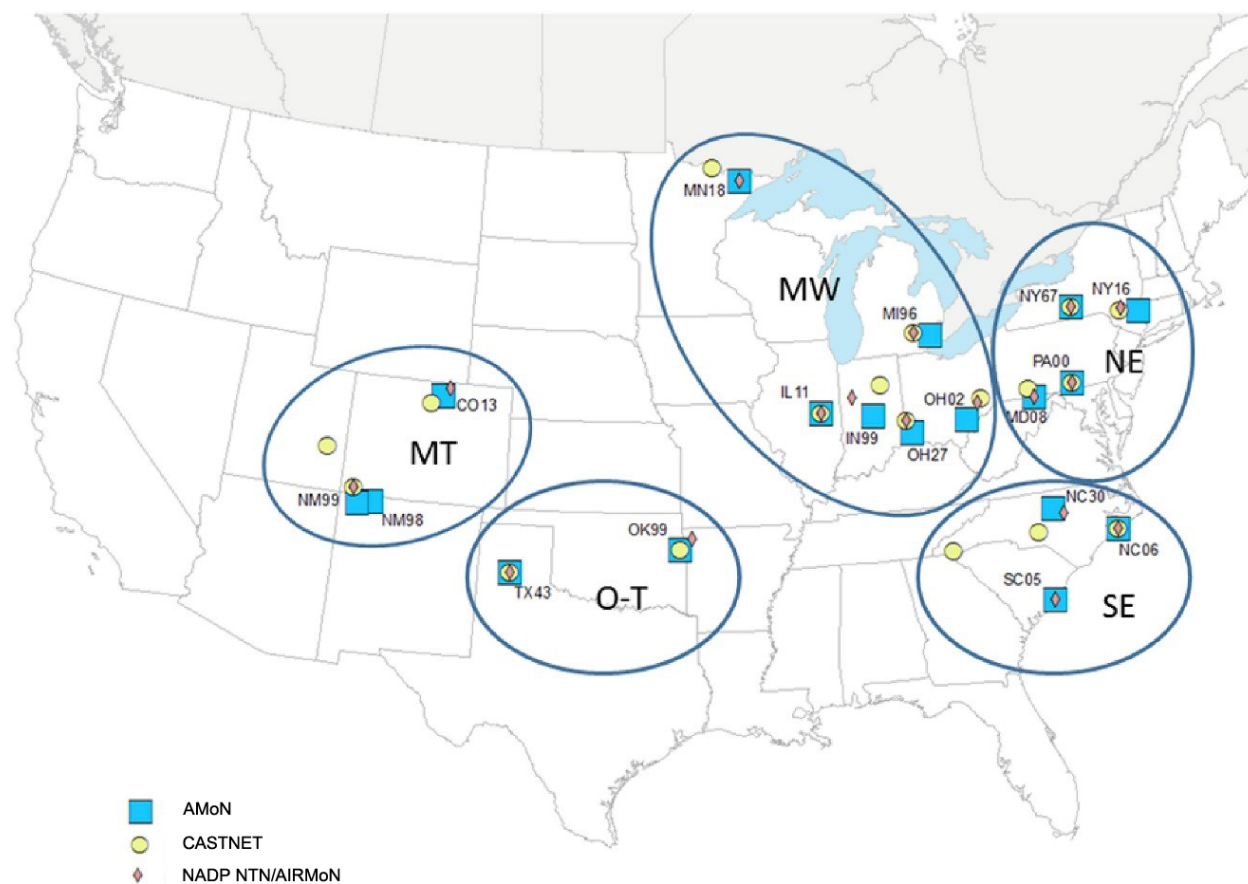 MN18
MW
MI96
NY67
NY16
PA00
NE
IL11
OH02
MD08
IN99
OH27
CO13
MT
NM99
NM98
NC30
OK99
NC06
TX43
O-T
SC05
SE
AMoN
CASTNET
NADP NTN/AIRMoN